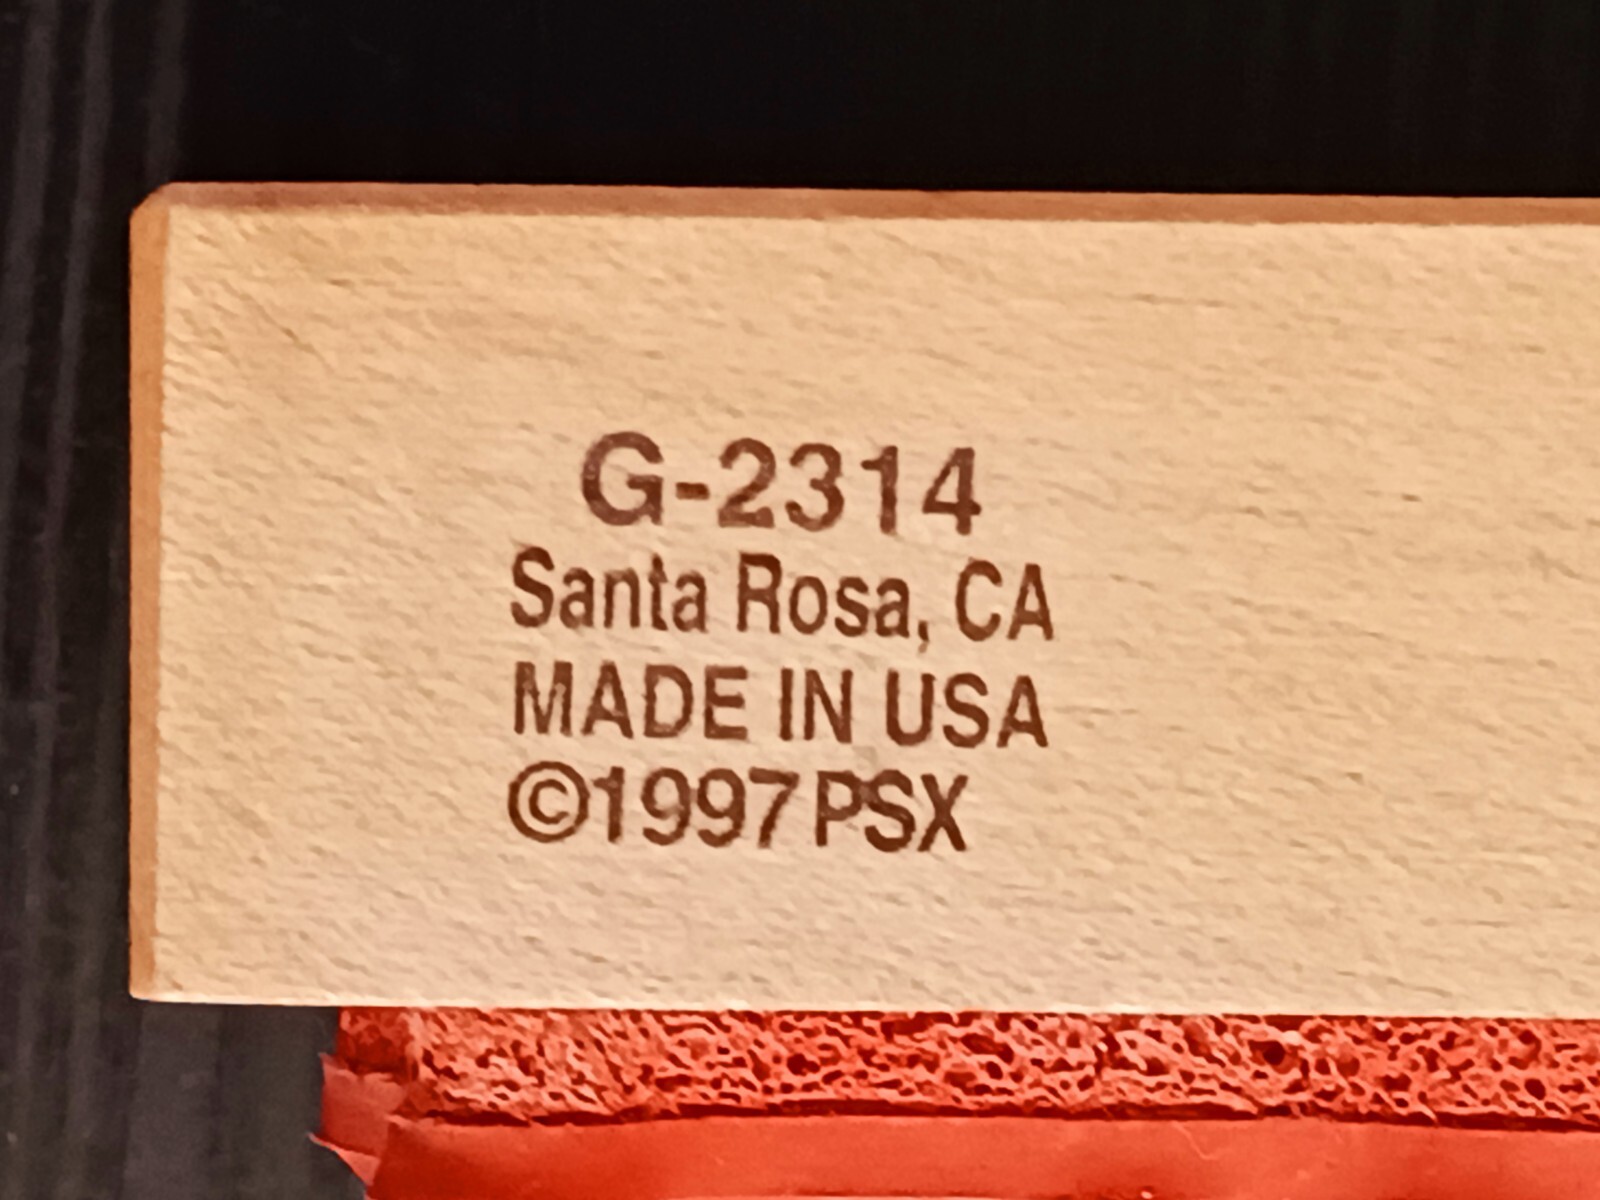 G-2314
Santa Rosa, CA
MADE IN USA
©1997 PSX